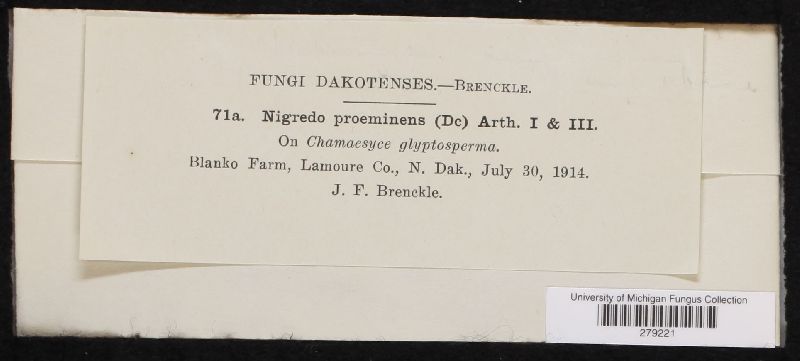 FUNGI DAKOTENSES.—BRENCKLE.
71a. Nigredo proeminens (Dc) Arth. I & III.
On Chamaesyce glyptosperma.
Blanko Farm, Lamoure Co., N. Dak., July 30, 1914.
J. F. Brenckle.
University of Michigan Fungus Collection
279221